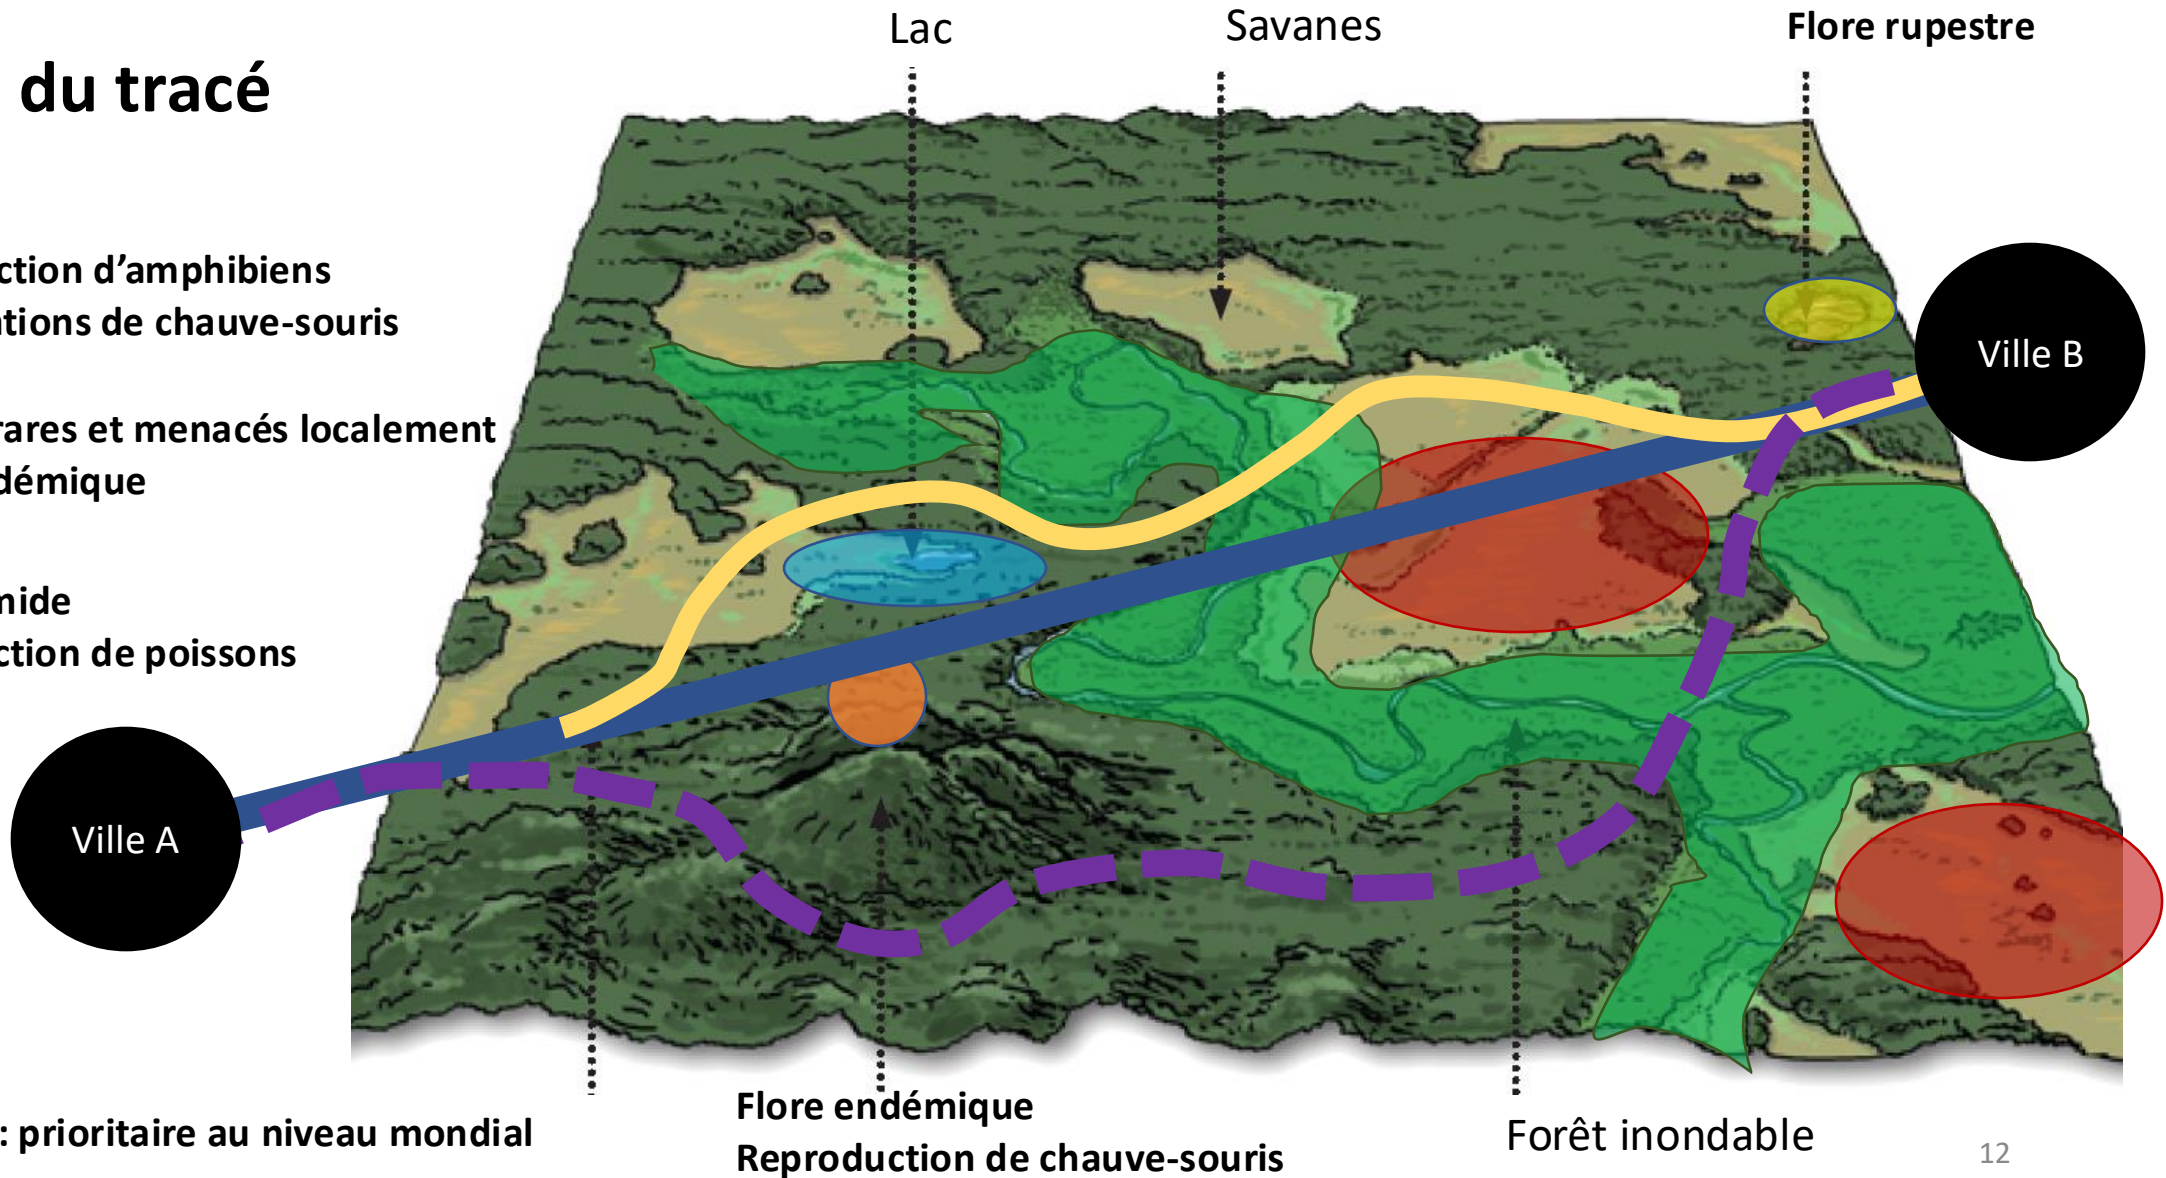 Lac
Savanes
Flore rupestre
du tracé
ction d’amphibiens
tions de chauve-souris
rares et menacés localement
démique
mide
ction de poissons
Ville B
Ville A
: prioritaire au niveau mondial
Flore endémique
Reproduction de chauve-souris
Forêt inondable
12